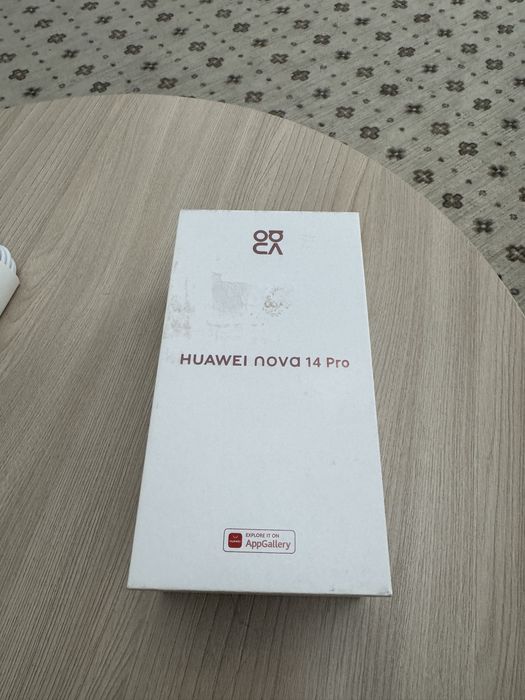 HUAWEI nova 14 Pro
EXPLORE IT ON
AppGallery